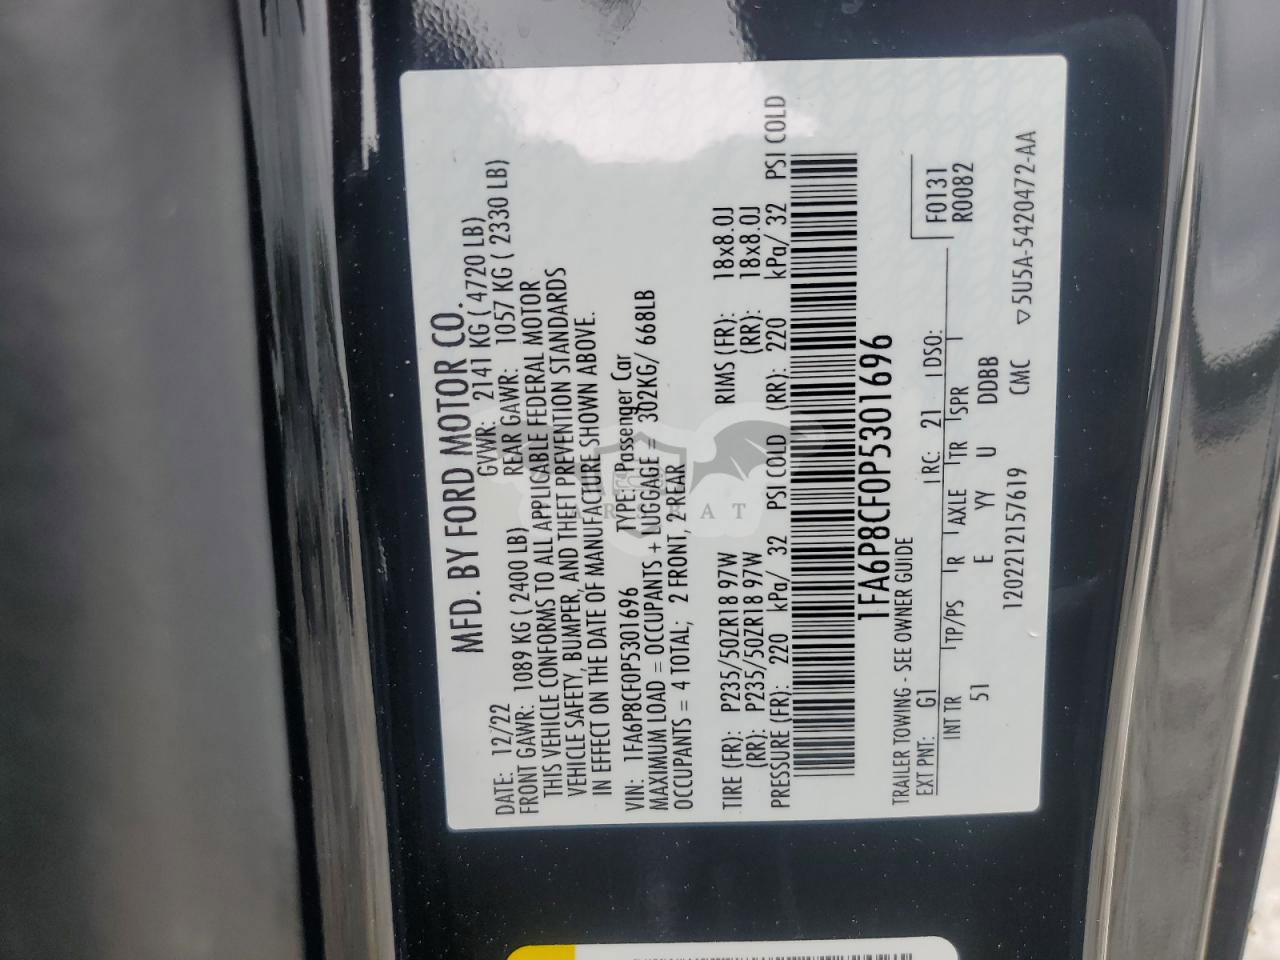 MFD. BY FORD MOTOR CO.
DATE: 12/22 GVWR: 2141 KG ( 4720 LB)
FRONT GAWR: 1089 KG ( 2400 LB) REAR GAWR: 1057 KG ( 2330 LB)
THIS VEHICLE CONFORMS TO ALL APPLICABLE FEDERAL MOTOR
VEHICLE SAFETY, BUMPER, AND THEFT PREVENTION STANDARDS
IN EFFECT ON THE DATE OF MANUFACTURE SHOWN ABOVE.
VIN: 1FA6P8CF0P5301696 TYPE: Passenger Car
MAXIMUM LOAD = OCCUPANTS + LUGGAGE = 302KG/ 668LB
OCCUPANTS = 4 TOTAL; 2 FRONT, 2 REAR
TIRE (FR): P235/50ZR18 97W RIMS (FR): 18x8.0J
(RR): P235/50ZR18 97W (RR): 18x8.0J
PRESSURE (FR): 220 kPa/ 32 PSI COLD (RR): 220 kPa/ 32 PSI COLD
1FA6P8CF0P5301696
TRAILER TOWING - SEE OWNER GUIDE
EXT PNT: G1 RC: 21 DSO: F0131
R0082
INT TR TP/PS R AXLE TR SPR
51 E YY U DDBB
120221215761​9 CMC ▽5U5A-5420472-AA